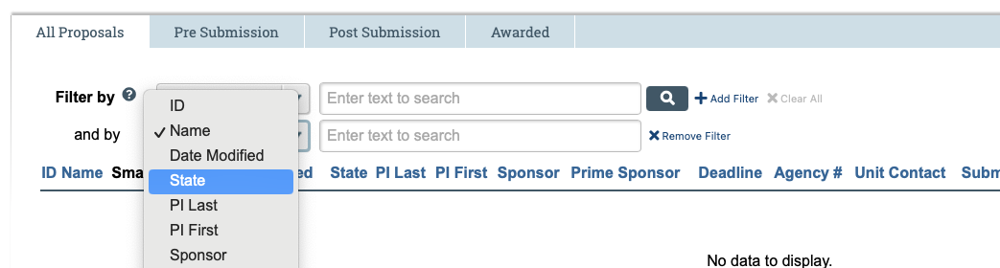 All Proposals Pre Submission Post Submission Awarded
Filter by ? Enter text to search Add Filter Clear All
and by Enter text to search Remove Filter
ID
Name
Date Modified
State
PI Last
PI First
Sponsor
ID Name Sma ed State PI Last PI First Sponsor Prime Sponsor Deadline Agency # Unit Contact Subm
No data to display.